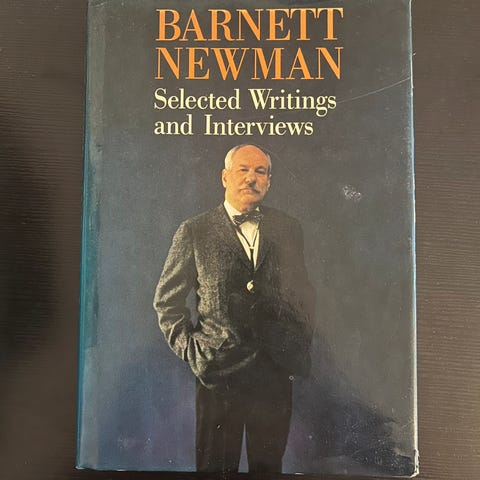 BARNETT
NEWMAN
Selected Writings
and Interviews